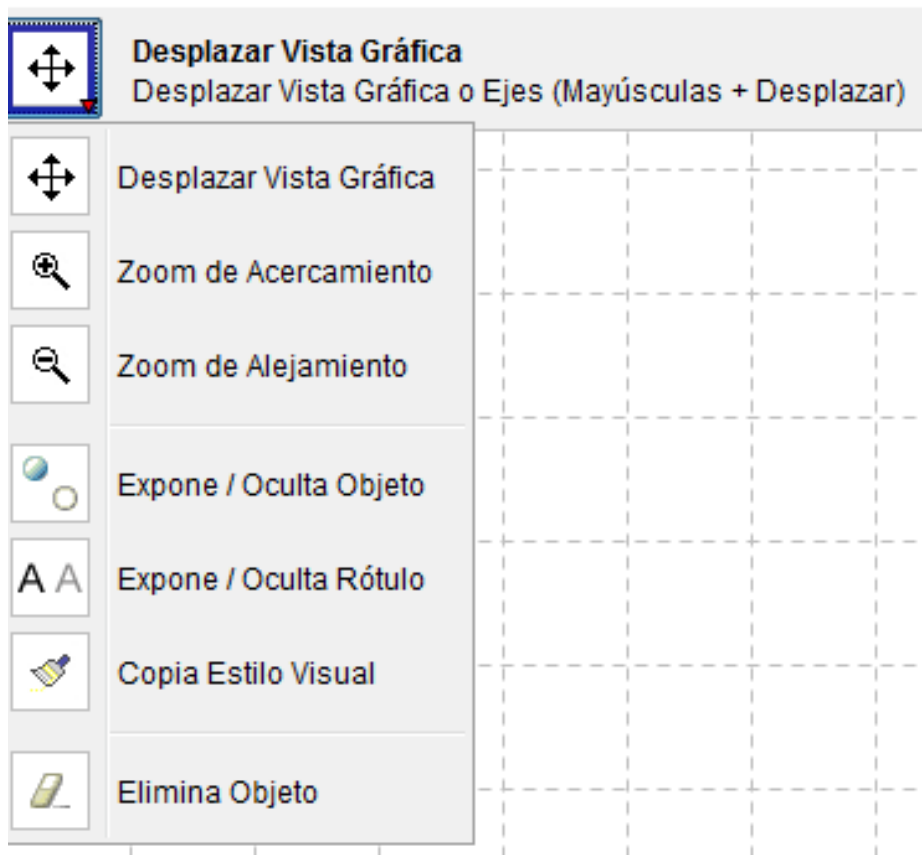 Desplazar Vista Gráfica
Desplazar Vista Gráfica o Ejes (Mayúsculas + Desplazar)
Desplazar Vista Gráfica
Zoom de Acercamiento
Zoom de Alejamiento
Expone / Oculta Objeto
A A
Expone / Oculta Rótulo
Copia Estilo Visual
Elimina Objeto